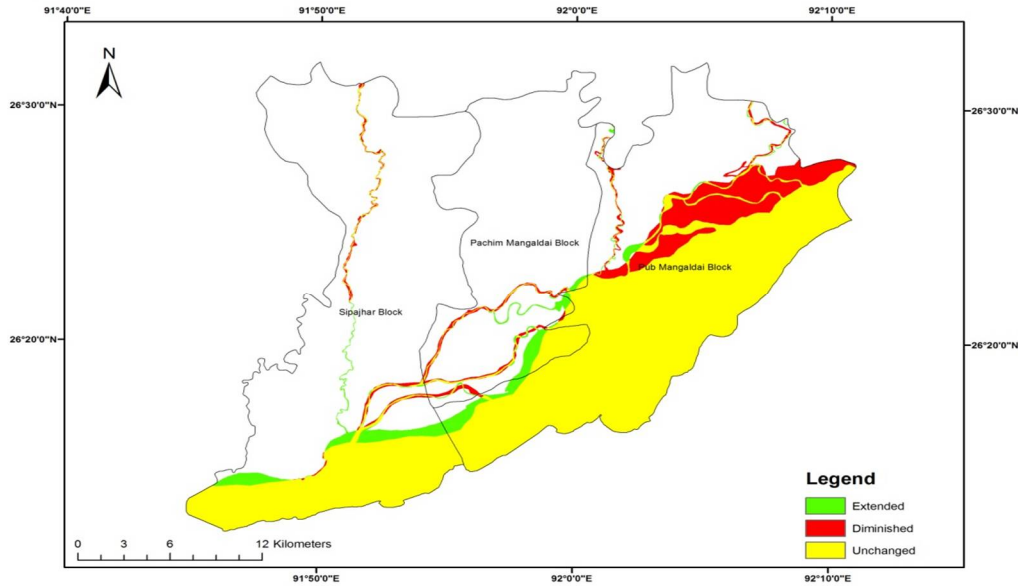 91°40'0"E 91°50'0"E 92°0'0"E 92°10'0"E
N
26°30'0"N 26°30'0"N
Pachim Mangaldai Block
Pub Mangaldai Block
Sipajhar Block
26°20'0"N 26°20'0"N
Legend
Extended
Diminished
Unchanged
0 3 6 12 Kilometers
91°50'0"E 92°0'0"E 92°10'0"E